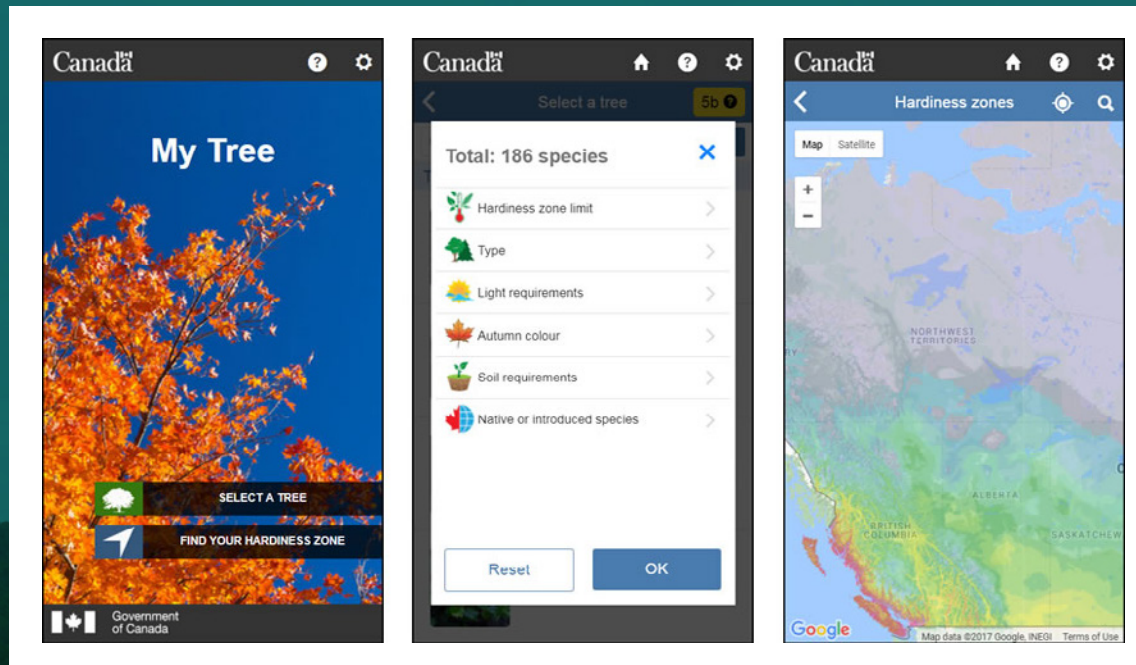 Canada
My Tree
SELECT A TREE
FIND YOUR HARDINESS ZONE
Government
of Canada
Canada
Select a tree
5b
Total: 186 species
Hardiness zone limit
Type
Light requirements
Autumn colour
Soil requirements
Native or introduced species
Reset
OK
Canada
Hardiness zones
Map Satellite
+
−
NORTHWEST
TERRITORIES
ALBERTA
BRITISH
COLUMBIA
SASKATCHEW
Google
Map data ©2017 Google, INEGI Terms of Use